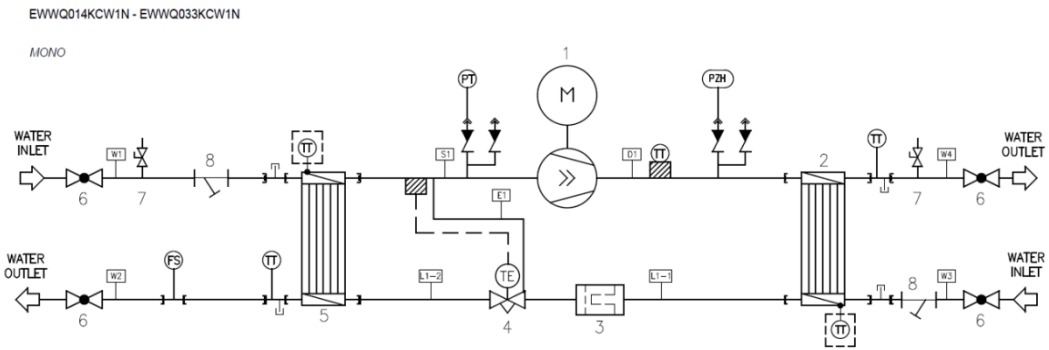 EWWQ014KCW1N - EWWQ033KCW1N
MONO
1
PT
M
PZH
WATER
INLET
W1
8
TT
S1
D1
TT
2
TT
W4
WATER
OUTLET
6
7
E1
7
6
WATER
OUTLET
W2
FS
TT
L1-2
TE
L1-1
8
W3
WATER
INLET
6
5
4
3
TT
6